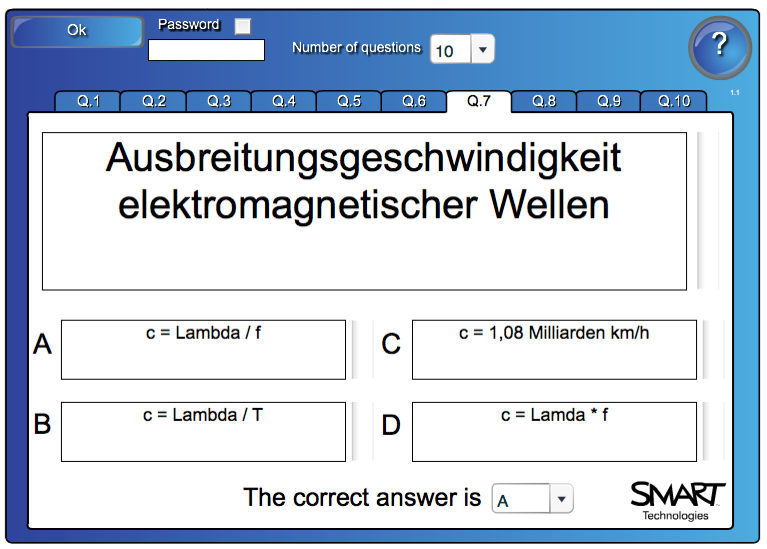 Ok
Password
Number of questions 10
?
1.1
Q.1 Q.2 Q.3 Q.4 Q.5 Q.6 Q.7 Q.8 Q.9 Q.10
Ausbreitungsgeschwindigkeit
elektromagnetischer Wellen
A c = Lambda / f
C c = 1,08 Milliarden km/h
B c = Lambda / T
D c = Lamda * f
The correct answer is A
SMART
Technologies